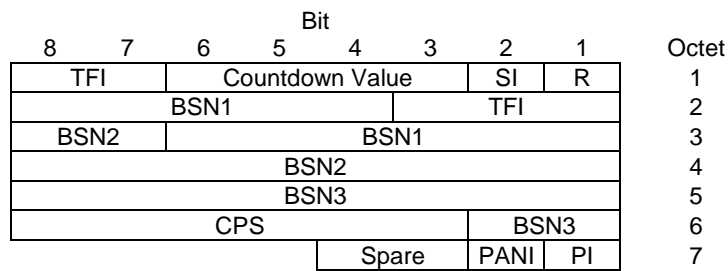 Bit
8 7 6 5 4 3 2 1 Octet
TFI Countdown Value SI R 1
BSN1 TFI 2
BSN2 BSN1 3
BSN2 4
BSN3 5
CPS BSN3 6
Spare PANI PI 7